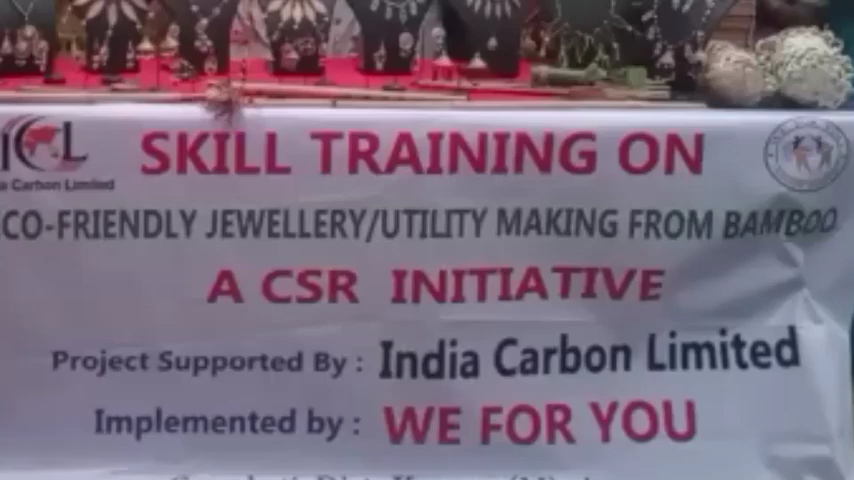 ICL
a Carbon Limited
SKILL TRAINING ON
CO-FRIENDLY JEWELLERY/UTILITY MAKING FROM BAMBOO
A CSR INITIATIVE
Project Supported By : India Carbon Limited
Implemented by : WE FOR YOU